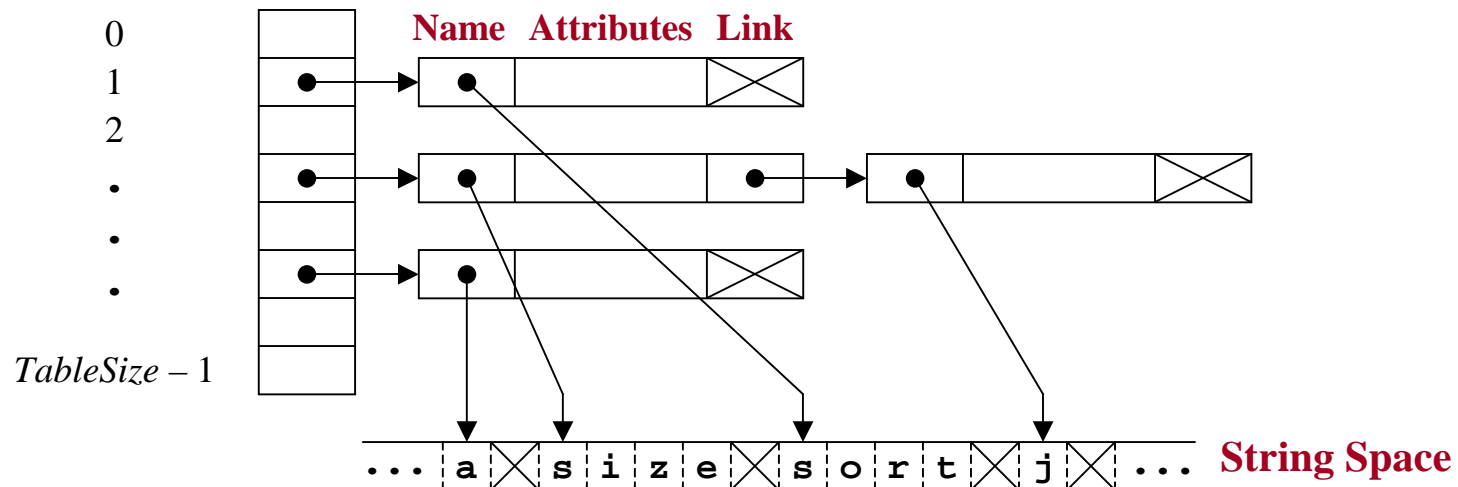 0
Name Attributes Link
1
2
.
.
.
TableSize – 1
... a s i z e s o r t j ...
String Space